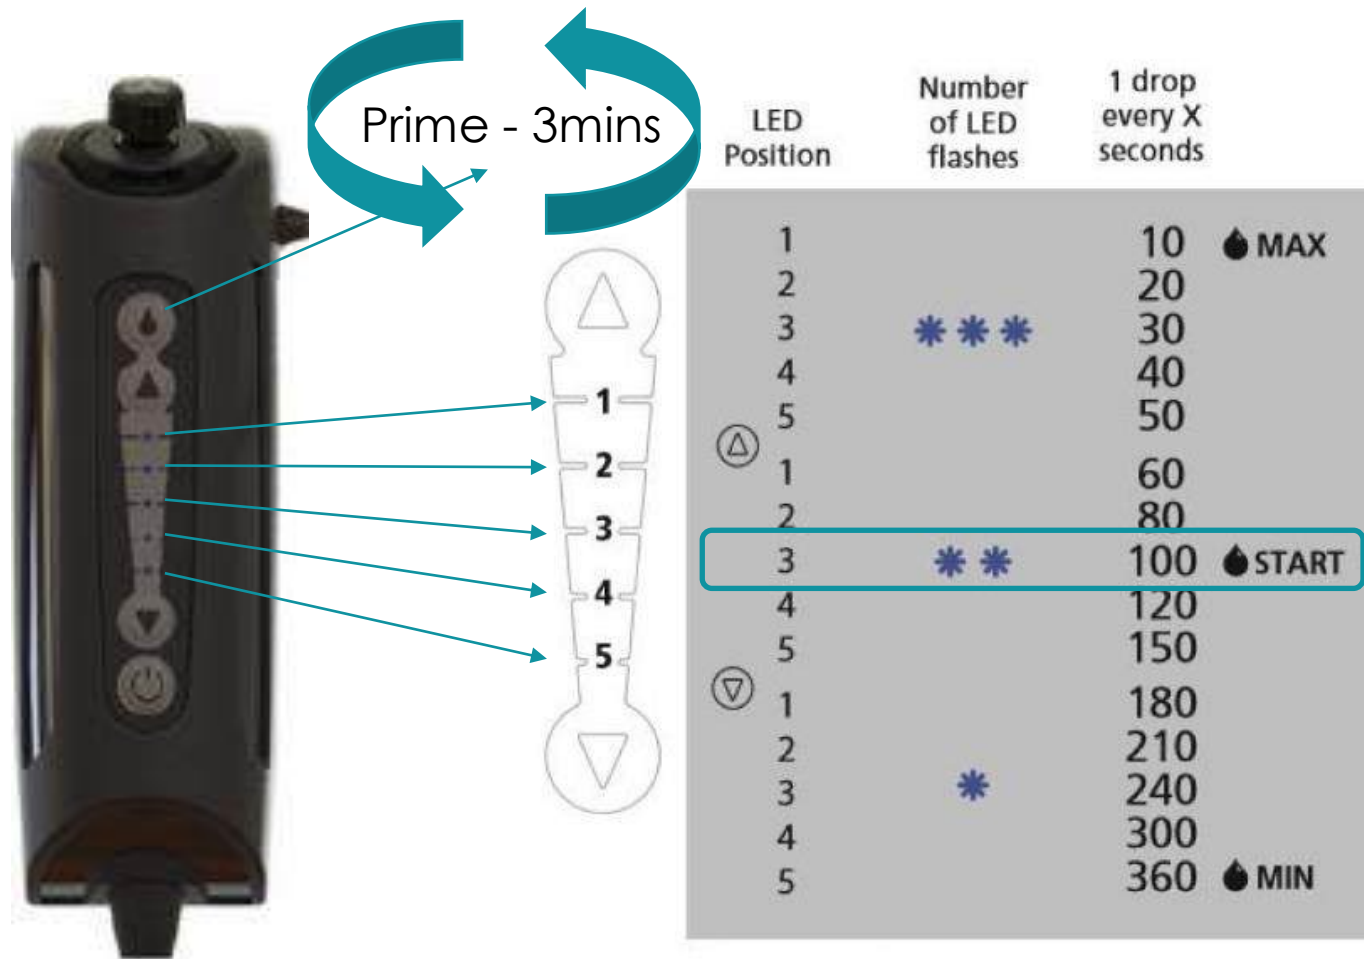 Prime - 3mins
LED
Position
Number
of LED
flashes
1 drop
every X
seconds
1
2
3
4
5
1 10 MAX
2 20
3 *** 30
4 40
5 50
1 60
2 80
3 ** 100 START
4 120
5 150
1 180
2 210
3 * 240
4 300
5 360 MIN